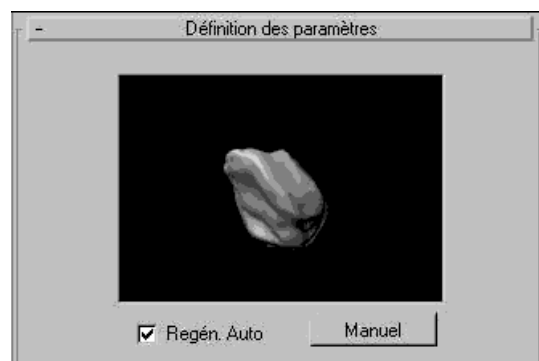 - Définition des paramètres
Regén. Auto Manuel